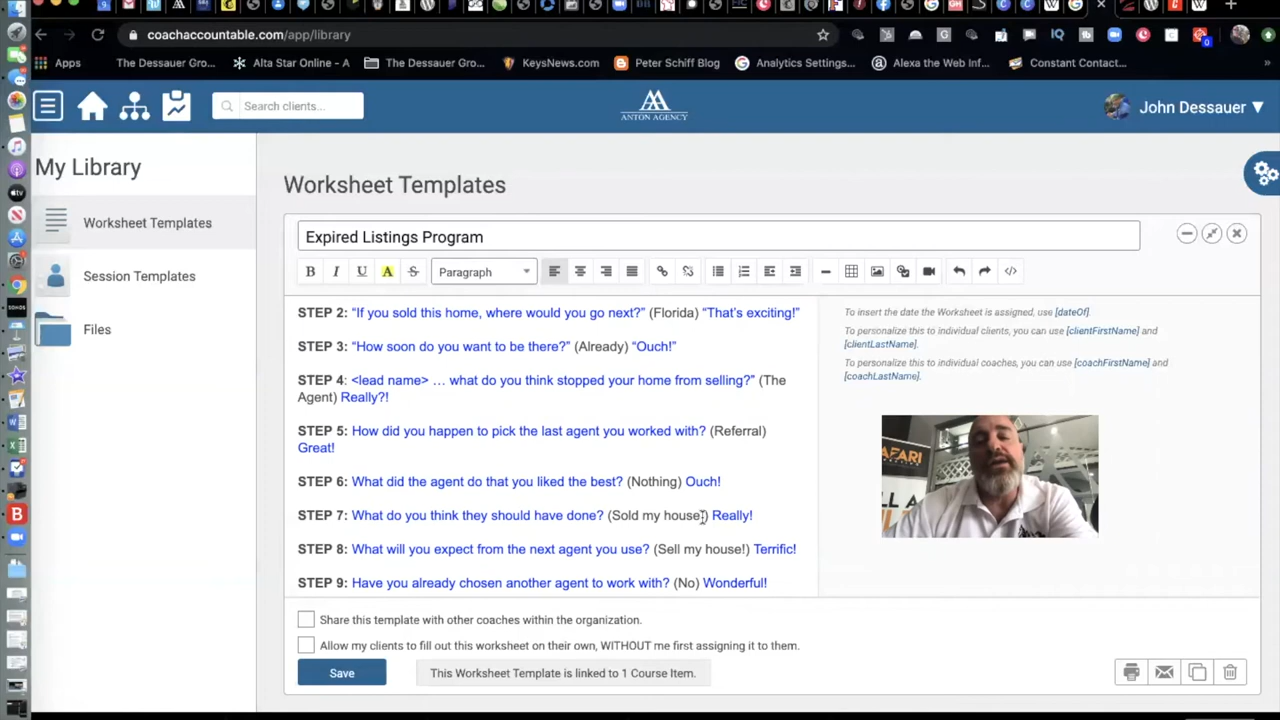 coachaccountable.com/app/library
Apps
The Dessauer Gro...
Alta Star Online - A
The Dessauer Gro...
KeysNews.com
Peter Schiff Blog
Analytics Settings...
Alexa the Web Inf...
Constant Contact...
»
Search clients...
ANTON AGENCY
John Dessauer ▼
My Library
Worksheet Templates
Session Templates
Files
Worksheet Templates
Expired Listings Program
B I U A S Paragraph
STEP 2: “If you sold this home, where would you go next?” (Florida) “That’s exciting!”
STEP 3: “How soon do you want to be there?” (Already) “Ouch!”
STEP 4: <lead name> … what do you think stopped your home from selling?” (The
Agent) Really?!
STEP 5: How did you happen to pick the last agent you worked with? (Referral)
Great!
STEP 6: What did the agent do that you liked the best? (Nothing) Ouch!
STEP 7: What do you think they should have done? (Sold my house!) Really!
STEP 8: What will you expect from the next agent you use? (Sell my house!) Terrific!
STEP 9: Have you already chosen another agent to work with? (No) Wonderful!
To insert the date the Worksheet is assigned, use [dateOf].
To personalize this to individual clients, you can use [clientFirstName] and
[clientLastName].
To personalize this to individual coaches, you can use [coachFirstName] and
[coachLastName].
AFARI
Share this template with other coaches within the organization.
Allow my clients to fill out this worksheet on their own, WITHOUT me first assigning it to them.
Save
This Worksheet Template is linked to 1 Course Item.